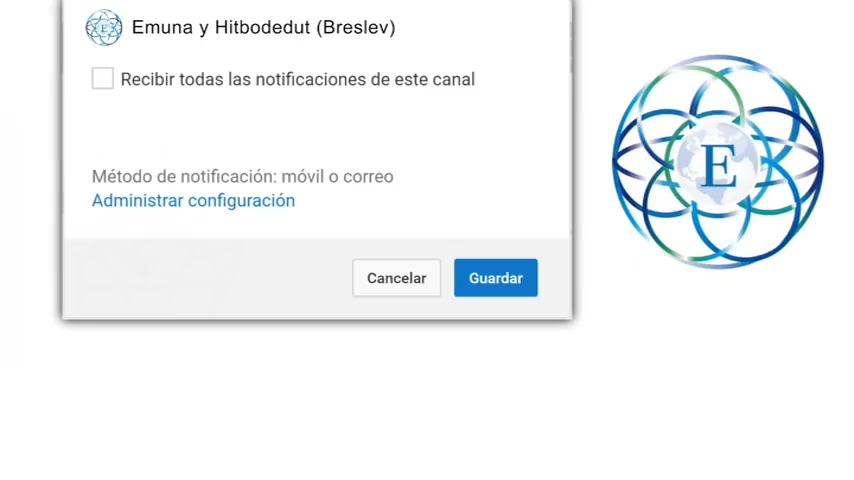 Emuna y Hitbodedut (Breslev)
Recibir todas las notificaciones de este canal
Método de notificación: móvil o correo
Administrar configuración
Cancelar
Guardar
E